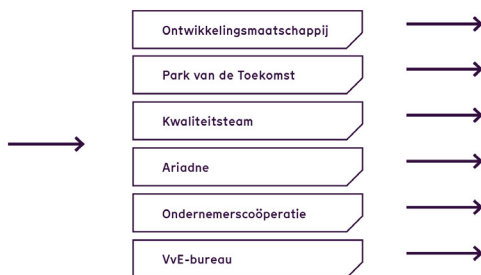 Ontwikkelingsmaatschappij
Park van de Toekomst
Kwaliteitsteam
Ariadne
Ondernemerscoöperatie
VvE-bureau